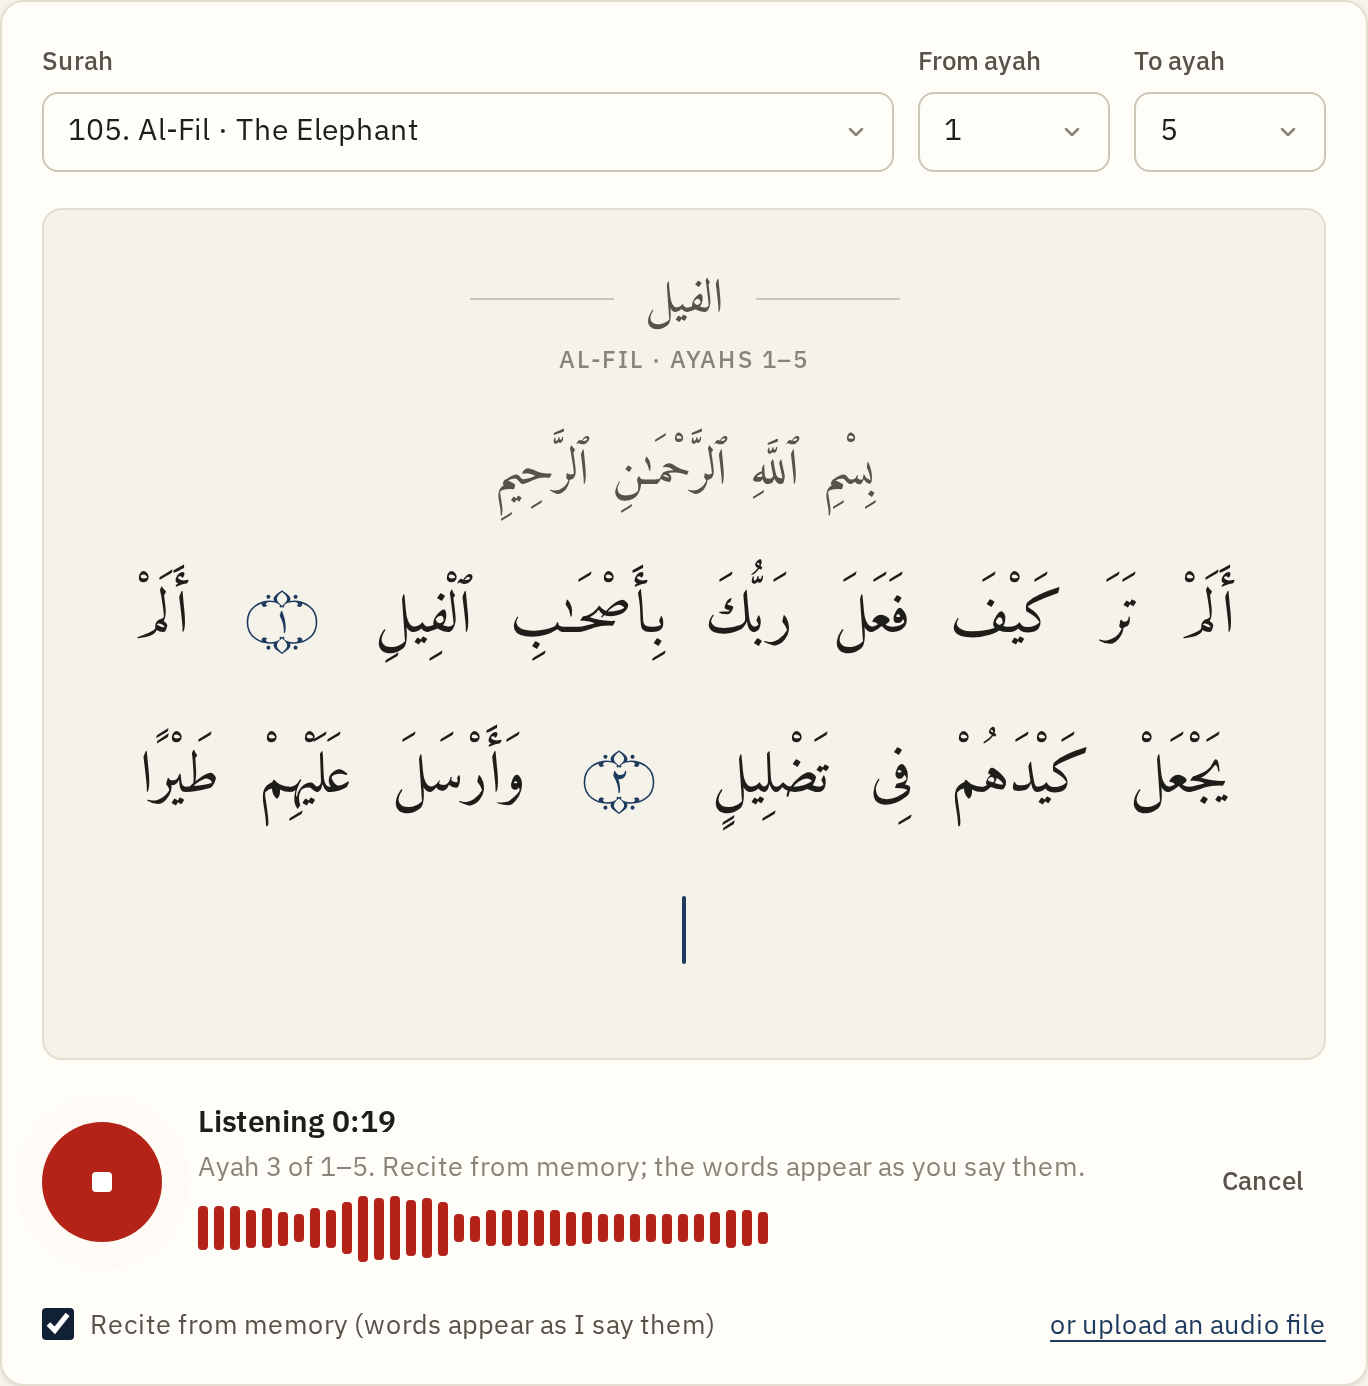 Surah
From ayah
To ayah
105. Al-Fil · The Elephant
1
5
الفيل
AL-FIL · AYAHS 1–5
بِسْمِ ٱللَّهِ ٱلرَّحْمَـٰنِ ٱلرَّحِيمِ
أَلَمْ تَرَ كَيْفَ فَعَلَ رَبُّكَ بِأَصْحَـٰبِ ٱلْفِيلِ ١ أَلَمْ
يَجْعَلْ كَيْدَهُمْ فِى تَضْلِيلٍ ٢ وَأَرْسَلَ عَلَيْهِمْ طَيْرًا
Listening 0:19
Ayah 3 of 1–5. Recite from memory; the words appear as you say them.
Cancel
Recite from memory (words appear as I say them)
or upload an audio file